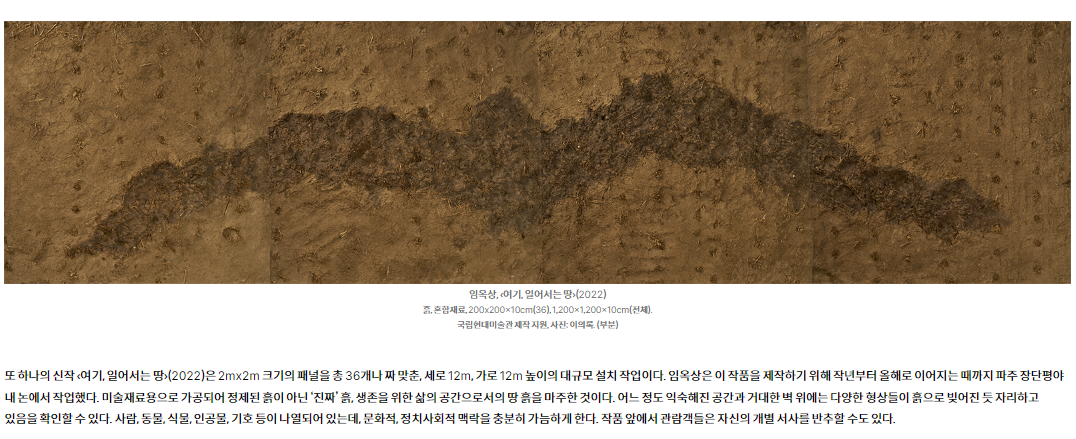 임옥상, ‹여기, 일어서는 땅›(2022)
흙, 혼합재료, 200x200×10cm(36), 1,200×1,200×10cm(전체).
국립현대미술관 제작 지원, 사진: 이의록. (부분)
또 하나의 신작 ‹여기, 일어서는 땅›(2022)은 2mx2m 크기의 패널을 총 36개나 짜 맞춘, 세로 12m, 가로 12m 높이의 대규모 설치 작업이다. 임옥상은 이 작품을 제작하기 위해 작년부터 올해로 이어지는 때까지 파주 장단평야
내 논에서 작업했다. 미술재료용으로 가공되어 정제된 흙이 아닌 '진짜' 흙, 생존을 위한 삶의 공간으로서의 땅 흙을 마주한 것이다. 어느 정도 익숙해진 공간과 거대한 벽 위에는 다양한 형상들이 흙으로 빚어진 듯 자리하고
있음을 확인할 수 있다. 사람, 동물, 식물, 인공물, 기호 등이 나열되어 있는데, 문화적, 정치사회적 맥락을 충분히 가늠하게 한다. 작품 앞에서 관람객들은 자신의 개별 서사를 반추할 수도 있다.